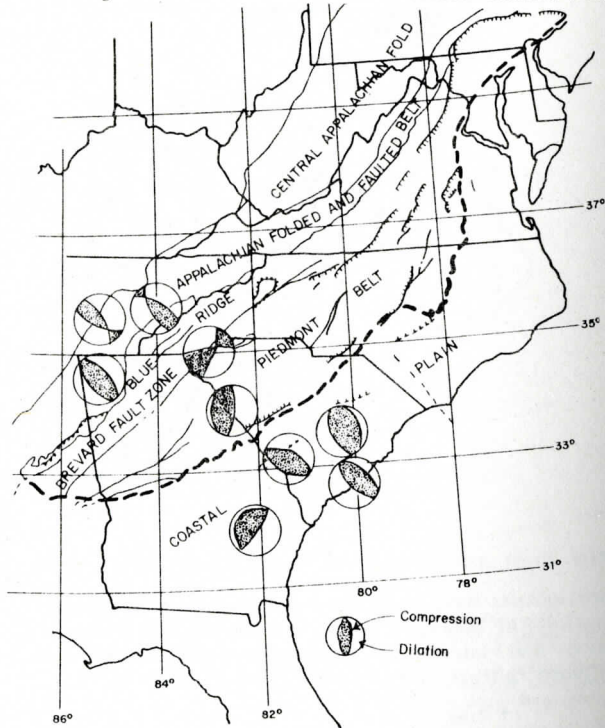 CENTRAL APPALACHIAN FOLD
APPALACHIAN FOLDED AND FAULTED BELT
37°
BLUE RIDGE
PIEDMONT BELT
35°
BREVARD FAULT ZONE
PLAIN
33°
COASTAL
31°
80°
78°
Compression
Dilation
84°
82°
86°